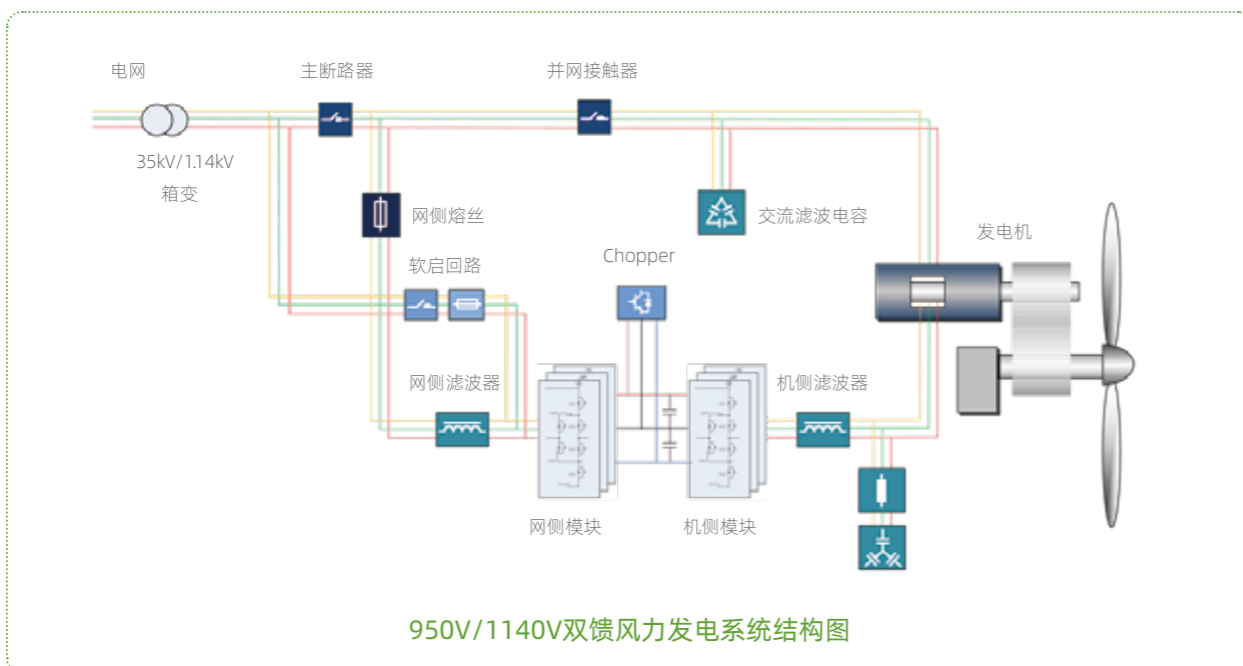 电网
主断路器
并网接触器
35kV/1.14kV
箱变
网侧熔丝
交流滤波电容
发电机
软启回路
Chopper
网侧滤波器
机侧滤波器
网侧模块
机侧模块
950V/1140V双馈风力发电系统结构图